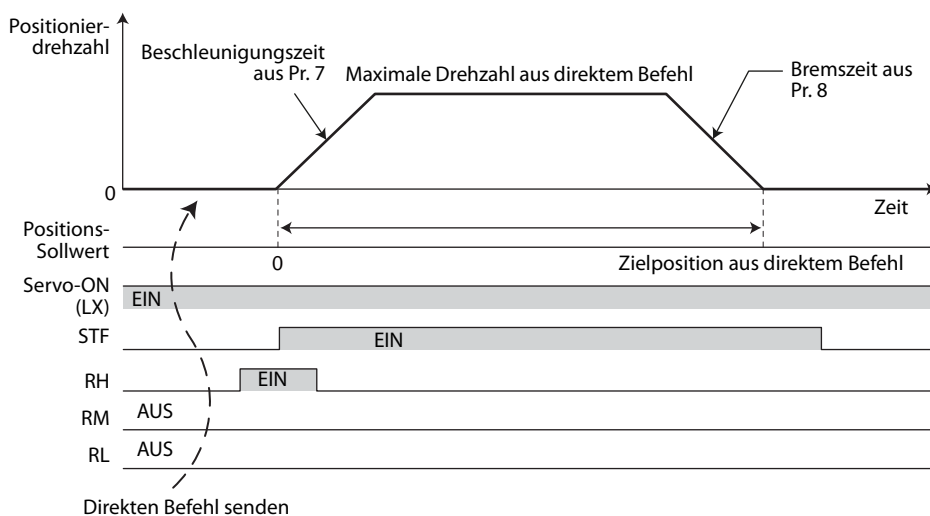 Positionier-
drehzahl
Beschleunigungszeit
aus Pr. 7
Maximale Drehzahl aus direktem Befehl
Bremszeit aus
Pr. 8
0
Zeit
Positions-
Sollwert
0
Zielposition aus direktem Befehl
Servo-ON
(LX)
EIN
STF
EIN
RH
EIN
RM
AUS
RL
AUS
Direkten Befehl senden